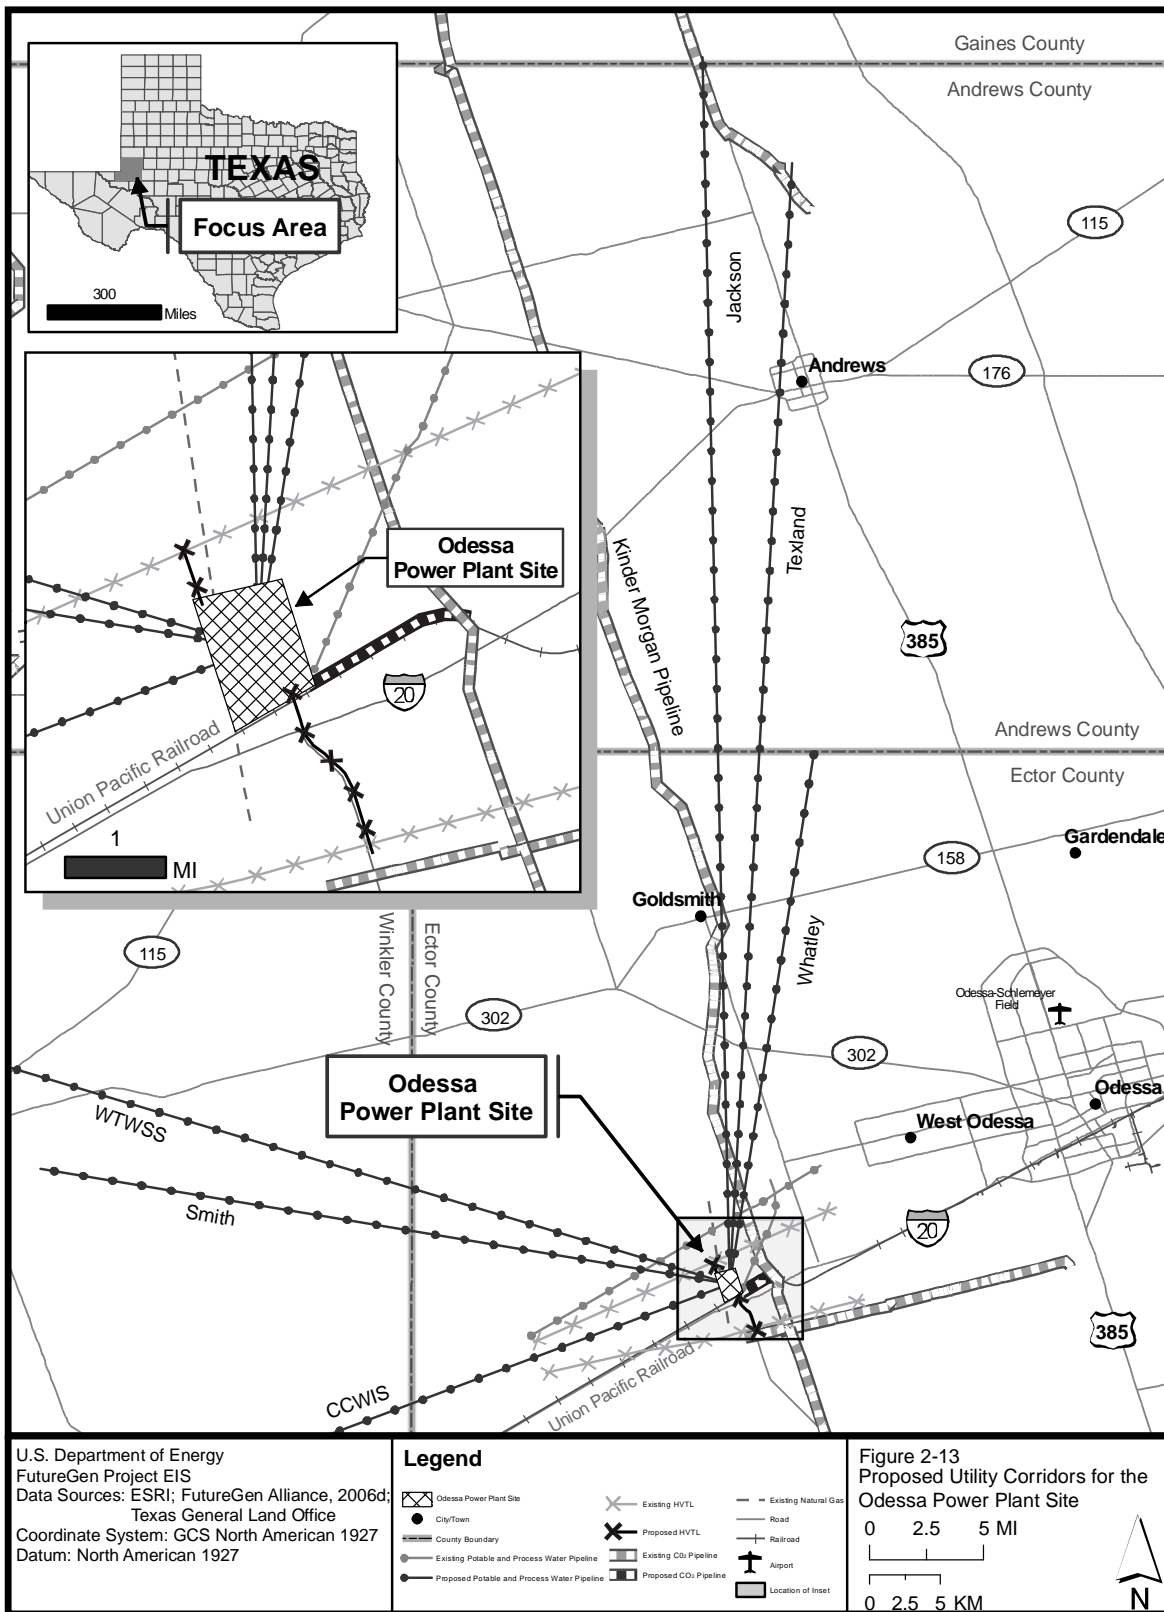 Gaines County
Andrews County
TEXAS
Focus Area
300
Miles
115
Jackson
Andrews
176
Odessa
Power Plant Site
Texland
Kinder Morgan Pipeline
385
20
Union Pacific Railroad
1
MI
Andrews County
Ector County
Gardendale
158
Goldsmith
Whatley
115
Winkler County
Ector County
302
Odessa-Schlemeyer
Field
302
Odessa
Power Plant Site
Odessa
West Odessa
WTWSS
Smith
20
385
Union Pacific Railroad
CCWIS
U.S. Department of Energy
FutureGen Project EIS
Data Sources: ESRI; FutureGen Alliance, 2006d;
Texas General Land Office
Coordinate System: GCS North American 1927
Datum: North American 1927
Legend
Odessa Power Plant Site
City/Town
County Boundary
Existing Potable and Process Water Pipeline
Proposed Potable and Process Water Pipeline
Existing HVTL
Proposed HVTL
Existing CO₂ Pipeline
Proposed CO₂ Pipeline
Existing Natural Gas
Road
Railroad
Airport
Location of Inset
Figure 2-13
Proposed Utility Corridors for the
Odessa Power Plant Site
0 2.5 5 MI
0 2.5 5 KM
N